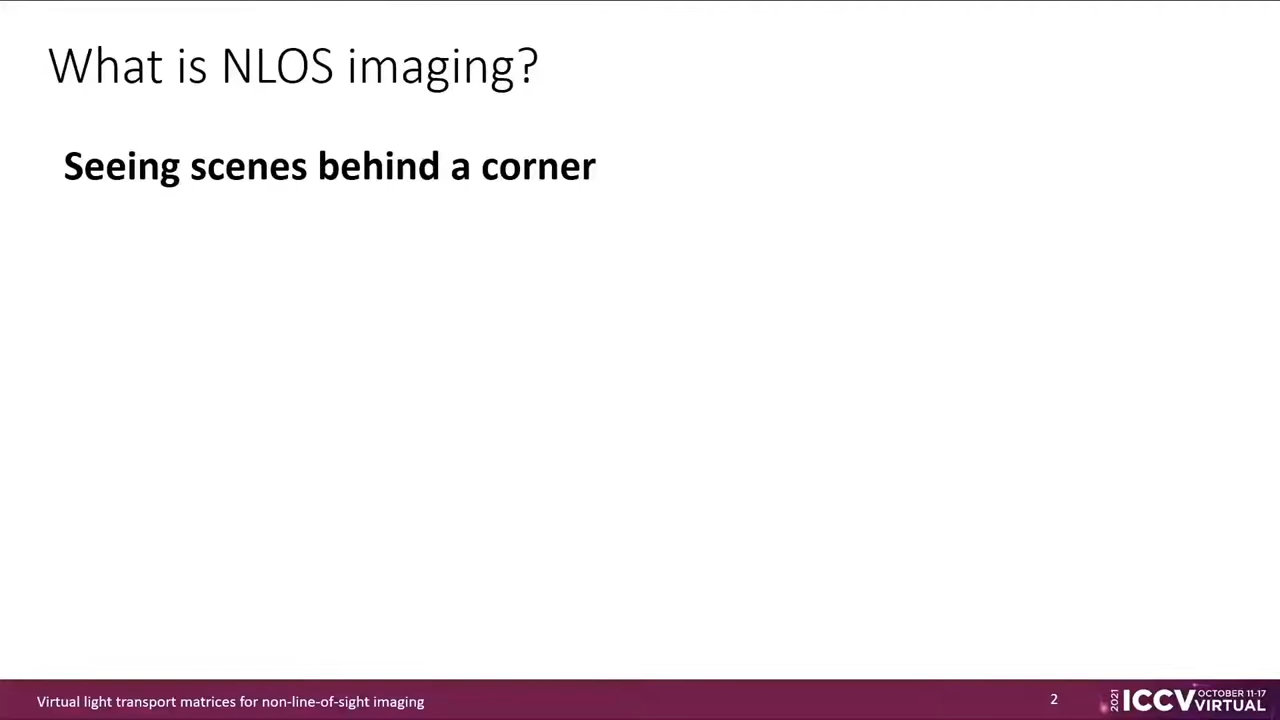 What is NLOS imaging?
Seeing scenes behind a corner
Virtual light transport matrices for non-line-of-sight imaging
2
2021
ICCV
OCTOBER 11-17
VIRTUAL